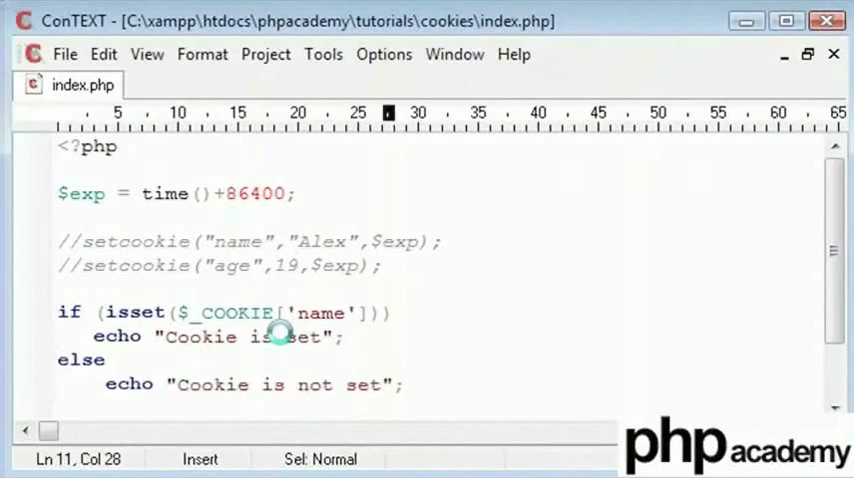 ConTEXT - [C:\xampp\htdocs\phpacademy\tutorials\cookies\index.php]
File Edit View Format Project Tools Options Window Help
index.php
5 10 15 20 25 30 35 40 45 50 55 60 65
<?php
$exp = time()+86400;
//setcookie("name","Alex",$exp);
//setcookie("age",19,$exp);
if (isset($_COOKIE['name']))
echo "Cookie is set";
else
echo "Cookie is not set";
Ln 11, Col 28 Insert Sel: Normal
php academy